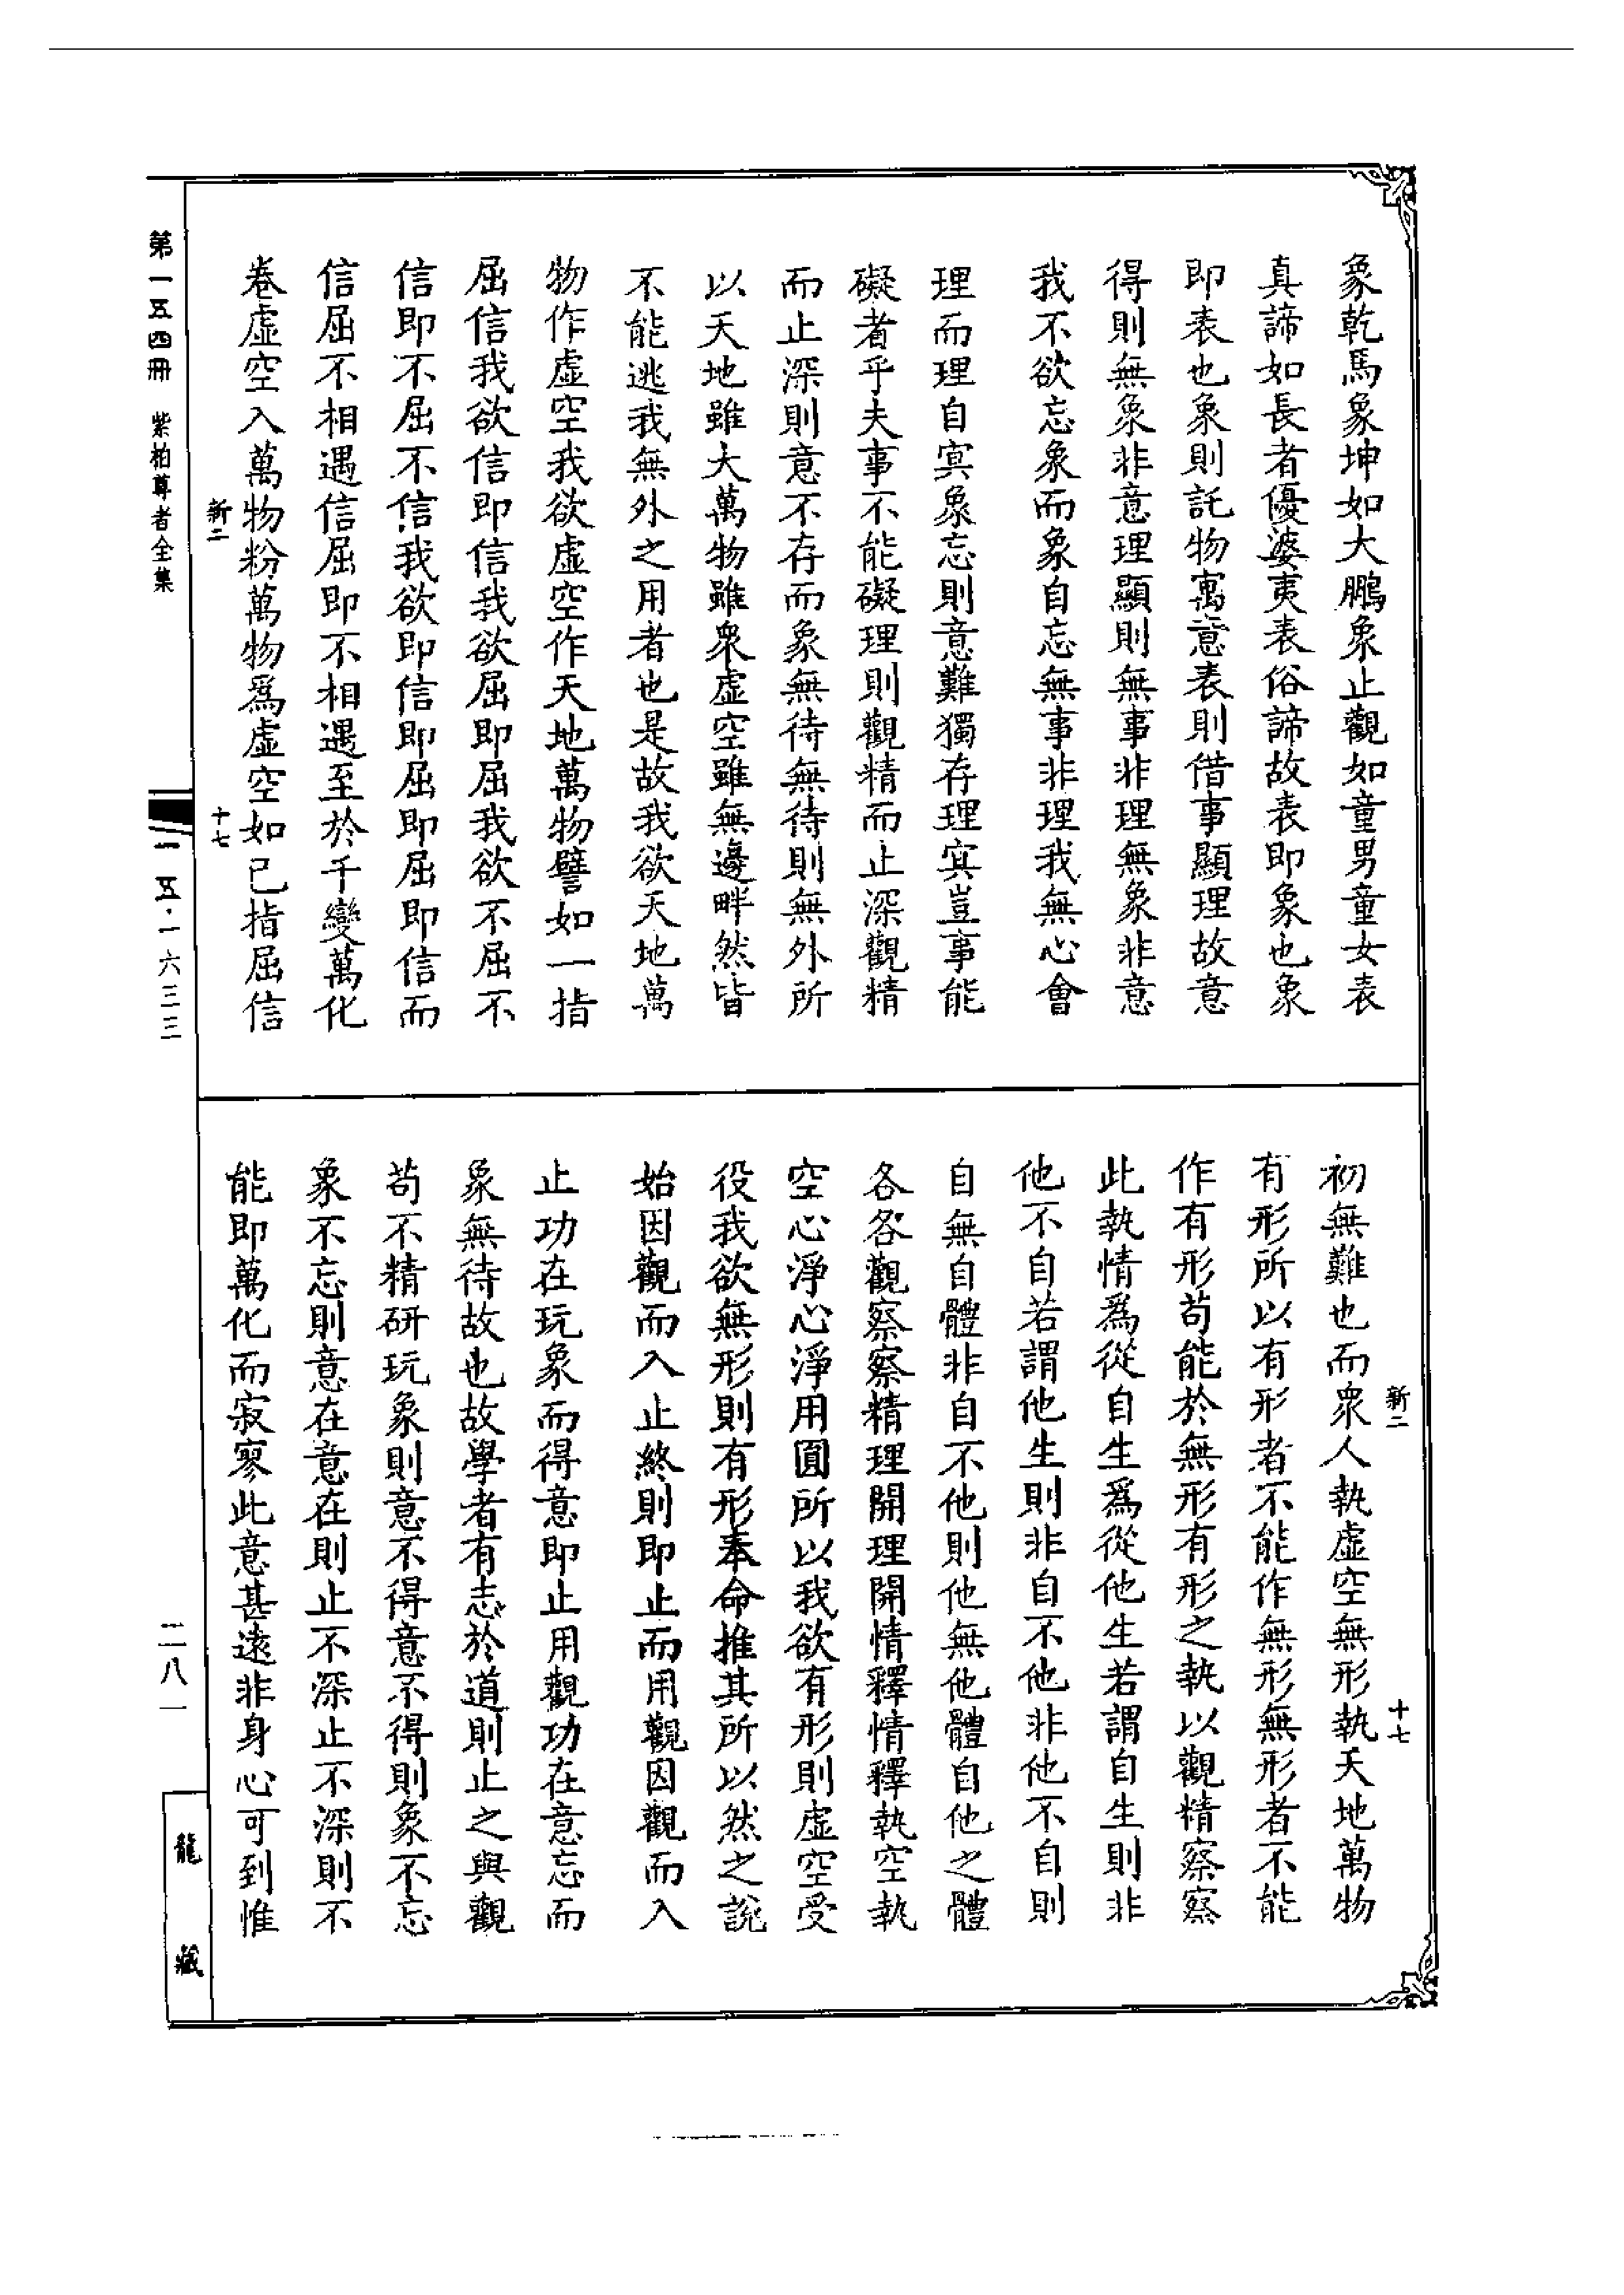 象乾馬象坤如大鵬象止觀如童男童女表
真諦如長者優婆夷表俗諦故表即象也象
即表也象則託物寓意表則借事顯理故意
得則無象非意理顯則無事非理無象非意
我不欲忘象而象自忘無事非理我無心會
理而理自冥象忘則意難獨存理冥豈事能
礙者乎夫事不能礙理則觀精而止深觀精
而止深則意不存而象無待無待則無外所
以天地雖大萬物雖衆虛空雖無邊畔然皆
不能逃我無外之用者也是故我欲天地萬
物作虛空我欲虛空作天地萬物譬如一指
屈信我欲信即信我欲屈即屈我欲不屈不
信即不屈不信我欲即信即屈即屈即信而
信屈不相遇信屈即不相遇至於千變萬化
卷虛空入萬物粉萬物爲虛空如已指屈信
新二
十七
第一五四冊 紫柏尊者全集
一五·一六三三
新二
十七
初無難也而衆人執虛空無形執天地萬物
有形所以有形者不能作無形無形者不能
作有形苟能於無形有形之執以觀精察察
此執情爲從自生爲從他生若謂自生則非
他不自若謂他生則非自不他非他不自則
自無自體非自不他則他無他體自他之體
各各觀察察精理開理開情釋情釋執空執
空心淨心淨用圓所以我欲有形則虛空受
役我欲無形則有形奉命推其所以然之說
始因觀而入止終則即止而用觀因觀而入
止功在玩象而得意即止用觀功在意忘而
象無待故也故學者有志於道則止之與觀
苟不精研玩象則意不得意不得則象不忘
象不忘則意在意在則止不深止不深則不
能即萬化而寂寥此意甚遠非身心可到惟
二八一
龍藏